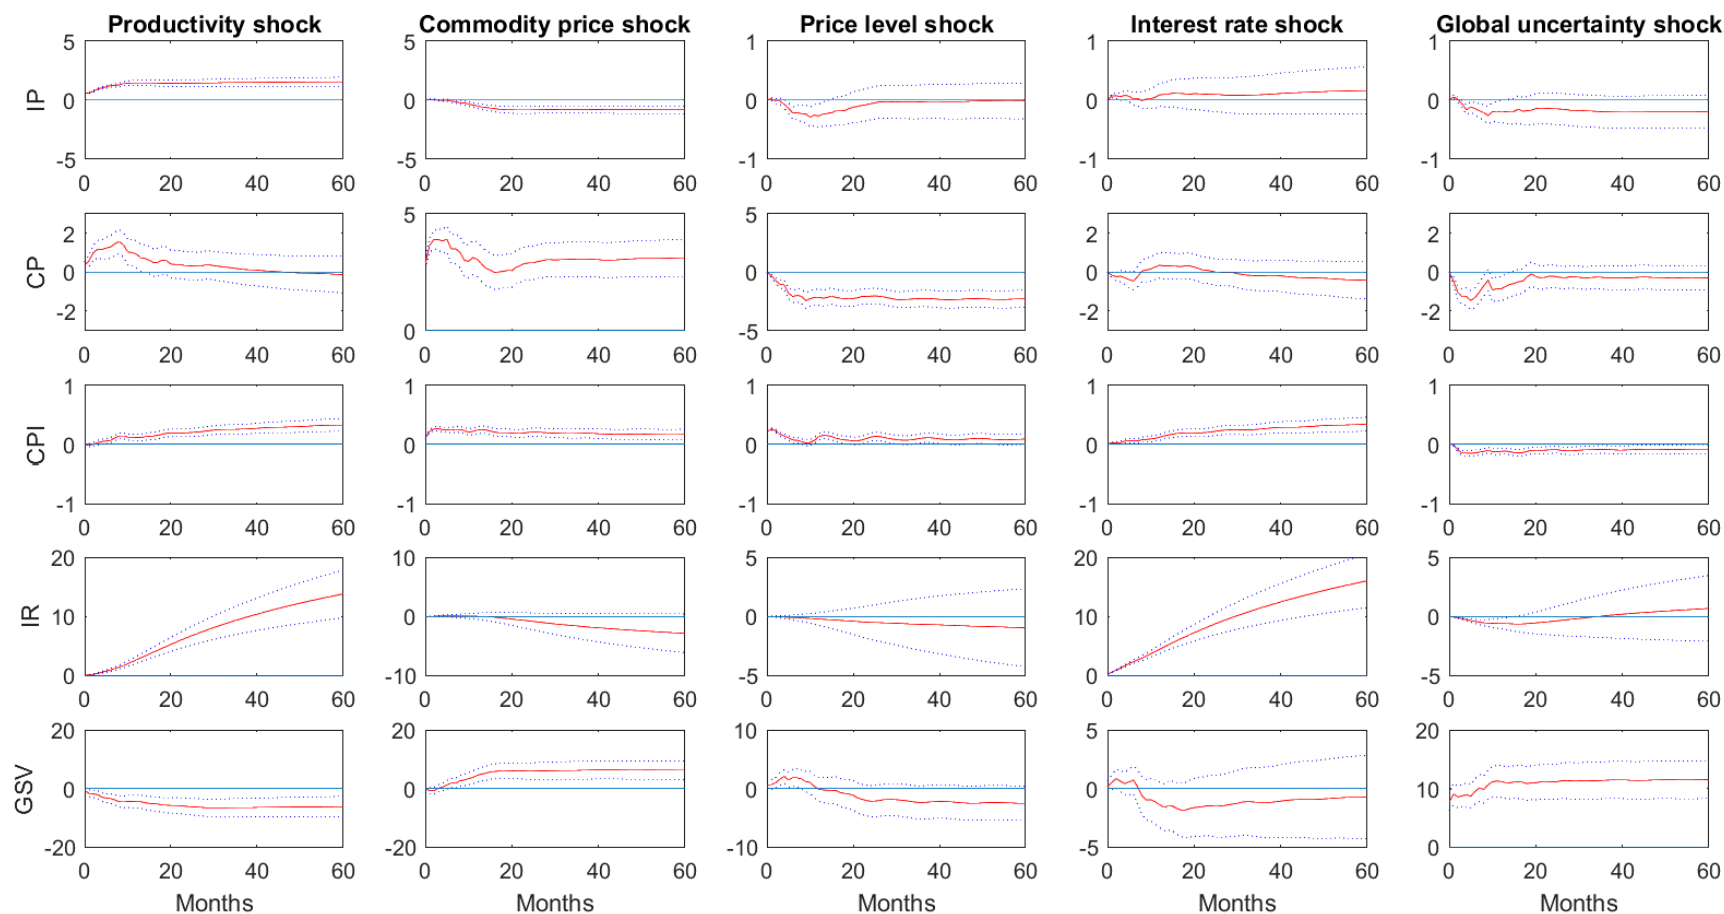 Productivity shock Commodity price shock Price level shock Interest rate shock Global uncertainty shock
5 5 1 1 1
IP 0 0 0 0 0
-5 -5 -1 -1 -1
0 20 40 60 0 20 40 60 0 20 40 60 0 20 40 60 0 20 40 60
5 5
2 2 2
CP 0 0 0 0
-2 -2 -2
0 -5
0 20 40 60 0 20 40 60 0 20 40 60 0 20 40 60 0 20 40 60
1 1 1 1 1
CPI 0 0 0 0 0
-1 -1 -1 -1 -1
0 20 40 60 0 20 40 60 0 20 40 60 0 20 40 60 0 20 40 60
20 10 5 20 5
IR 10 0 0 10 0
0 -10 -5 0 -5
0 20 40 60 0 20 40 60 0 20 40 60 0 20 40 60 0 20 40 60
20 20 10 5 20
GSV 0 0 0 0 10
-20 -20 -10 -5 0
0 20 40 60 0 20 40 60 0 20 40 60 0 20 40 60 0 20 40 60
Months Months Months Months Months